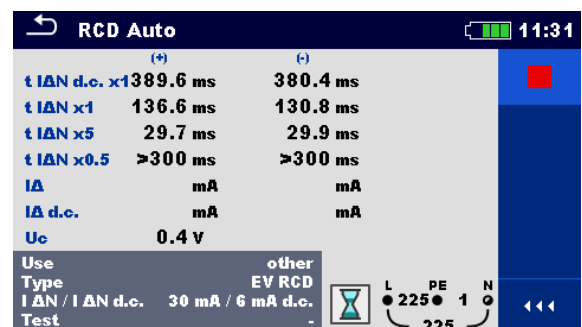 RCD Auto 11:31
(+) (-)
t IΔN d.c. x1 389.6 ms 380.4 ms
t IΔN x1 136.6 ms 130.8 ms
t IΔN x5 29.7 ms 29.9 ms
t IΔN x0.5 >300 ms >300 ms
IΔ mA mA
IΔ d.c. mA mA
Uc 0.4 V
Use other
Type EV RCD
I ΔN / I ΔN d.c. 30 mA / 6 mA d.c.
Test -
L PE N
225 1
225